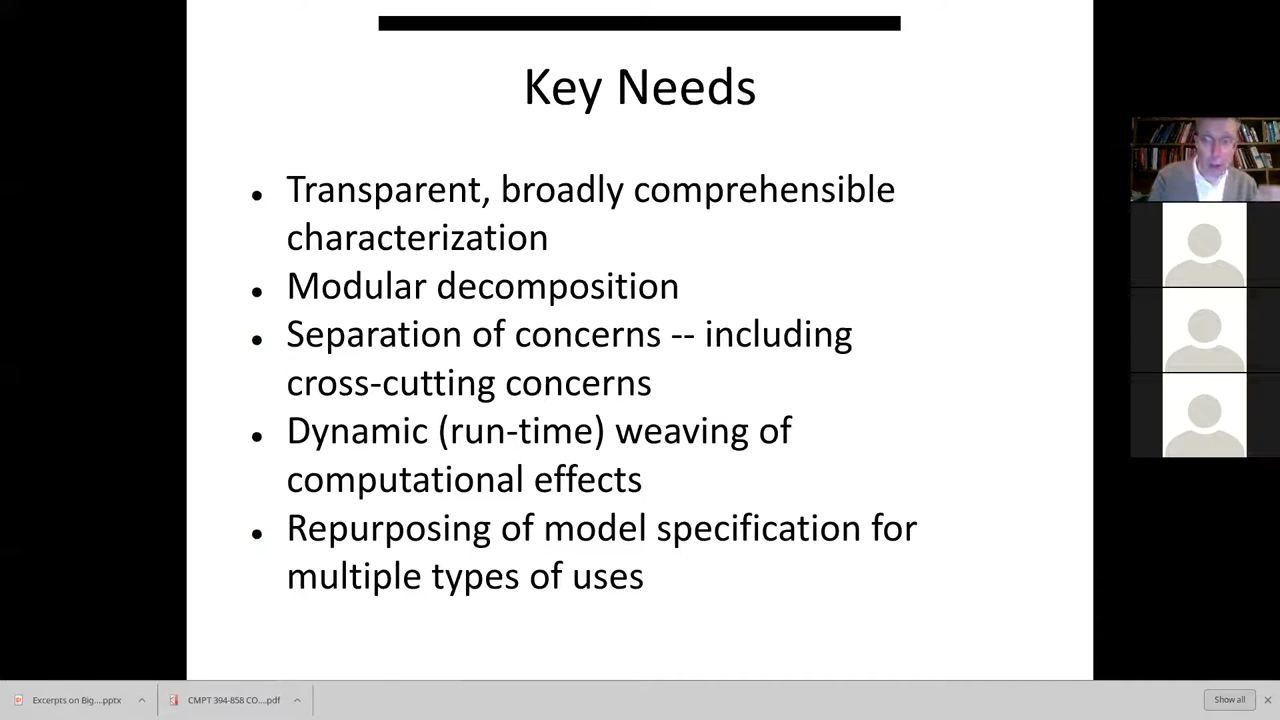 Key Needs
• Transparent, broadly comprehensible
characterization
• Modular decomposition
• Separation of concerns -- including
cross-cutting concerns
• Dynamic (run-time) weaving of
computational effects
• Repurposing of model specification for
multiple types of uses
Excerpts on Big....pptx
CMPT 394-858 CO....pdf
Show all